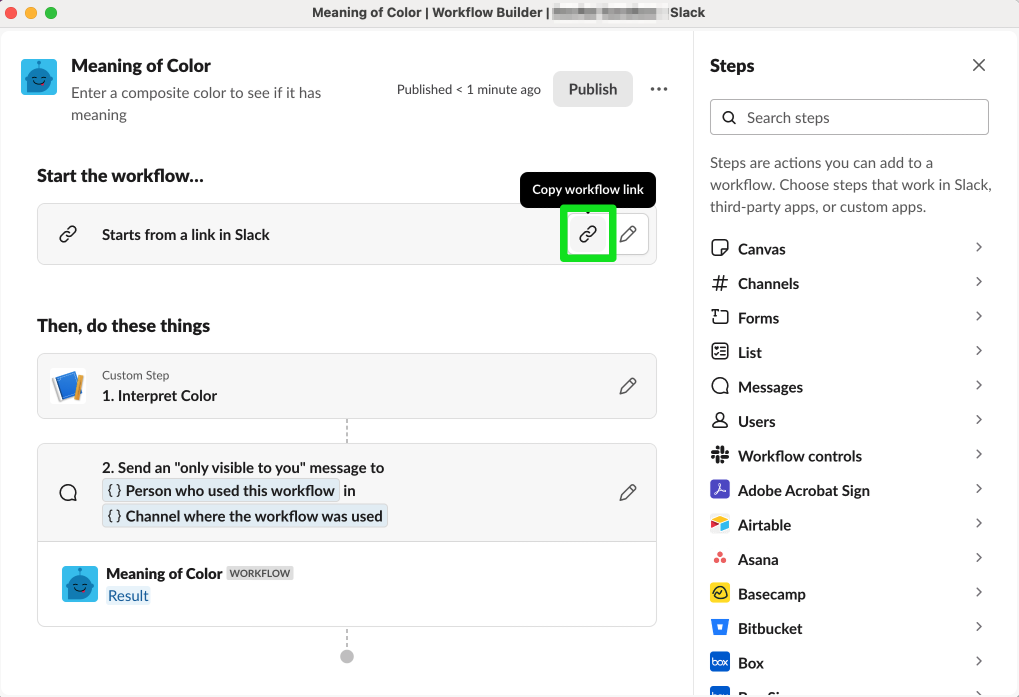 Meaning of Color | Workflow Builder | Slack
Meaning of Color
Enter a composite color to see if it has
meaning
Published < 1 minute ago
Publish
Start the workflow...
Copy workflow link
Starts from a link in Slack
Then, do these things
Custom Step
1. Interpret Color
2. Send an "only visible to you" message to
{} Person who used this workflow in
{} Channel where the workflow was used
Meaning of Color WORKFLOW
Result
Steps
Search steps
Steps are actions you can add to a
workflow. Choose steps that work in Slack,
third-party apps, or custom apps.
Canvas
Channels
Forms
List
Messages
Users
Workflow controls
Adobe Acrobat Sign
Airtable
Asana
Basecamp
Bitbucket
box Box